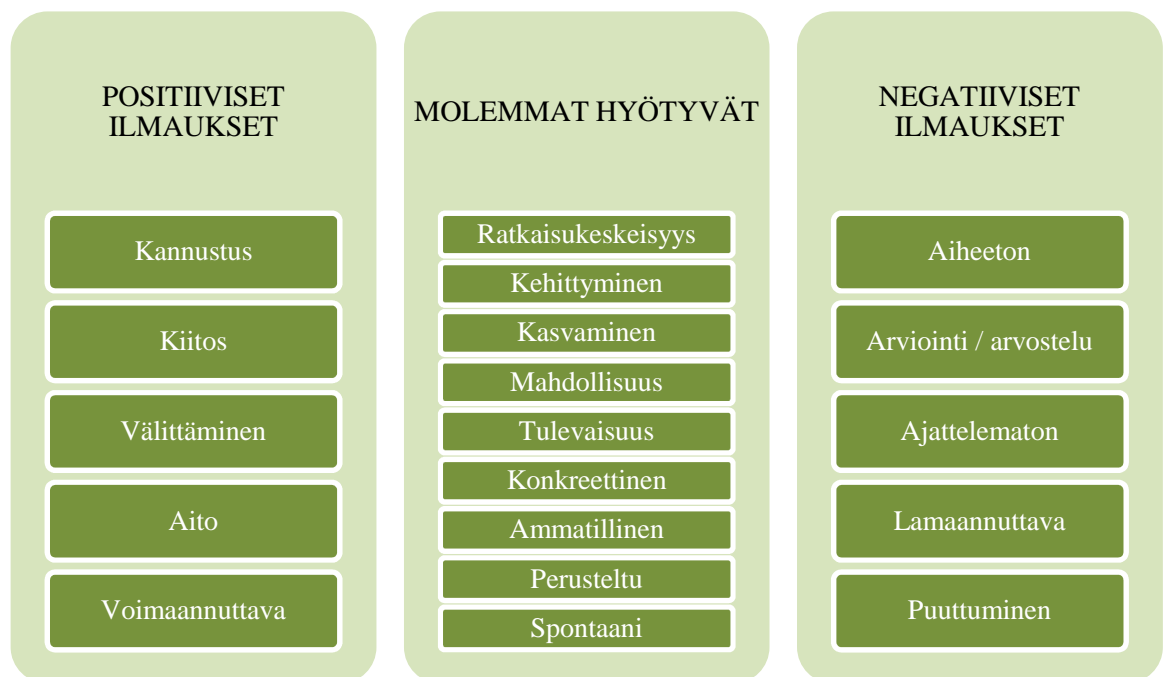 POSITIIVISET
ILMAUKSET
Kannustus
Kiitos
Välittäminen
Aito
Voimaannuttava
MOLEMMAT HYÖTYVÄT
Ratkaisukeskeisyys
Kehittyminen
Kasvaminen
Mahdollisuus
Tulevaisuus
Konkreettinen
Ammatillinen
Perusteltu
Spontaani
NEGATIIVISET
ILMAUKSET
Aiheeton
Arviointi / arvostelu
Ajattelematon
Lamaannuttava
Puuttuminen